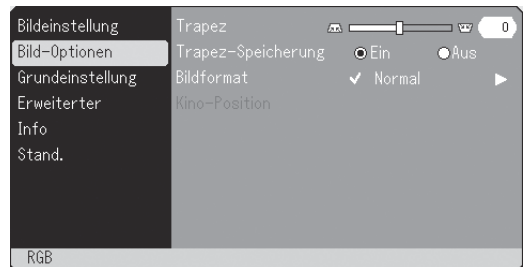 Bildeinstellung
Bild-Optionen
Grundeinstellung
Erweiterter
Info
Stand.
Trapez 0
Trapez-Speicherung Ein Aus
Bildformat ✓ Normal
Kino-Position
RGB